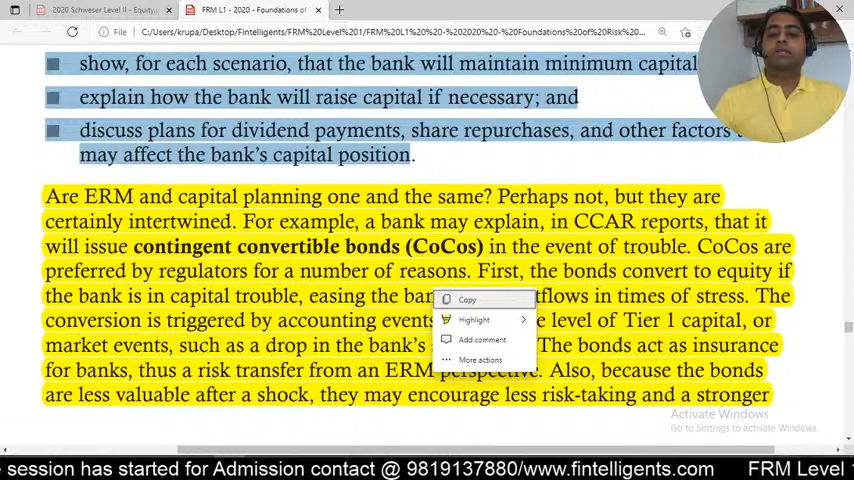 2020 Schweser Level II - Equity
FRM L1 - 2020 - Foundations of
File
C:/Users/krupa/Desktop/Fintelligents/FRM%20Level%201/FRM%20L1%20-%202020%20-%20Foundations%20of%20Risk
show, for each scenario, that the bank will maintain minimum capital
explain how the bank will raise capital if necessary; and
discuss plans for dividend payments, share repurchases, and other factors
may affect the bank's capital position.
Are ERM and capital planning one and the same? Perhaps not, but they are
certainly intertwined. For example, a bank may explain, in CCAR reports, that it
will issue contingent convertible bonds (CoCos) in the event of trouble. CoCos are
preferred by regulators for a number of reasons. First, the bonds convert to equity if
the bank is in capital trouble, easing the ban tflows in times of stress. The
conversion is triggered by accounting events e level of Tier 1 capital, or
market events, such as a drop in the bank's The bonds act as insurance
for banks, thus a risk transfer from an ERM perspective. Also, because the bonds
are less valuable after a shock, they may encourage less risk-taking and a stronger
Copy
Highlight
Add comment
More actions
Activate Windows
Go to Settings to activate Windows.
e session has started for Admission contact @ 9819137880/www.fintelligents.com FRM Level 1